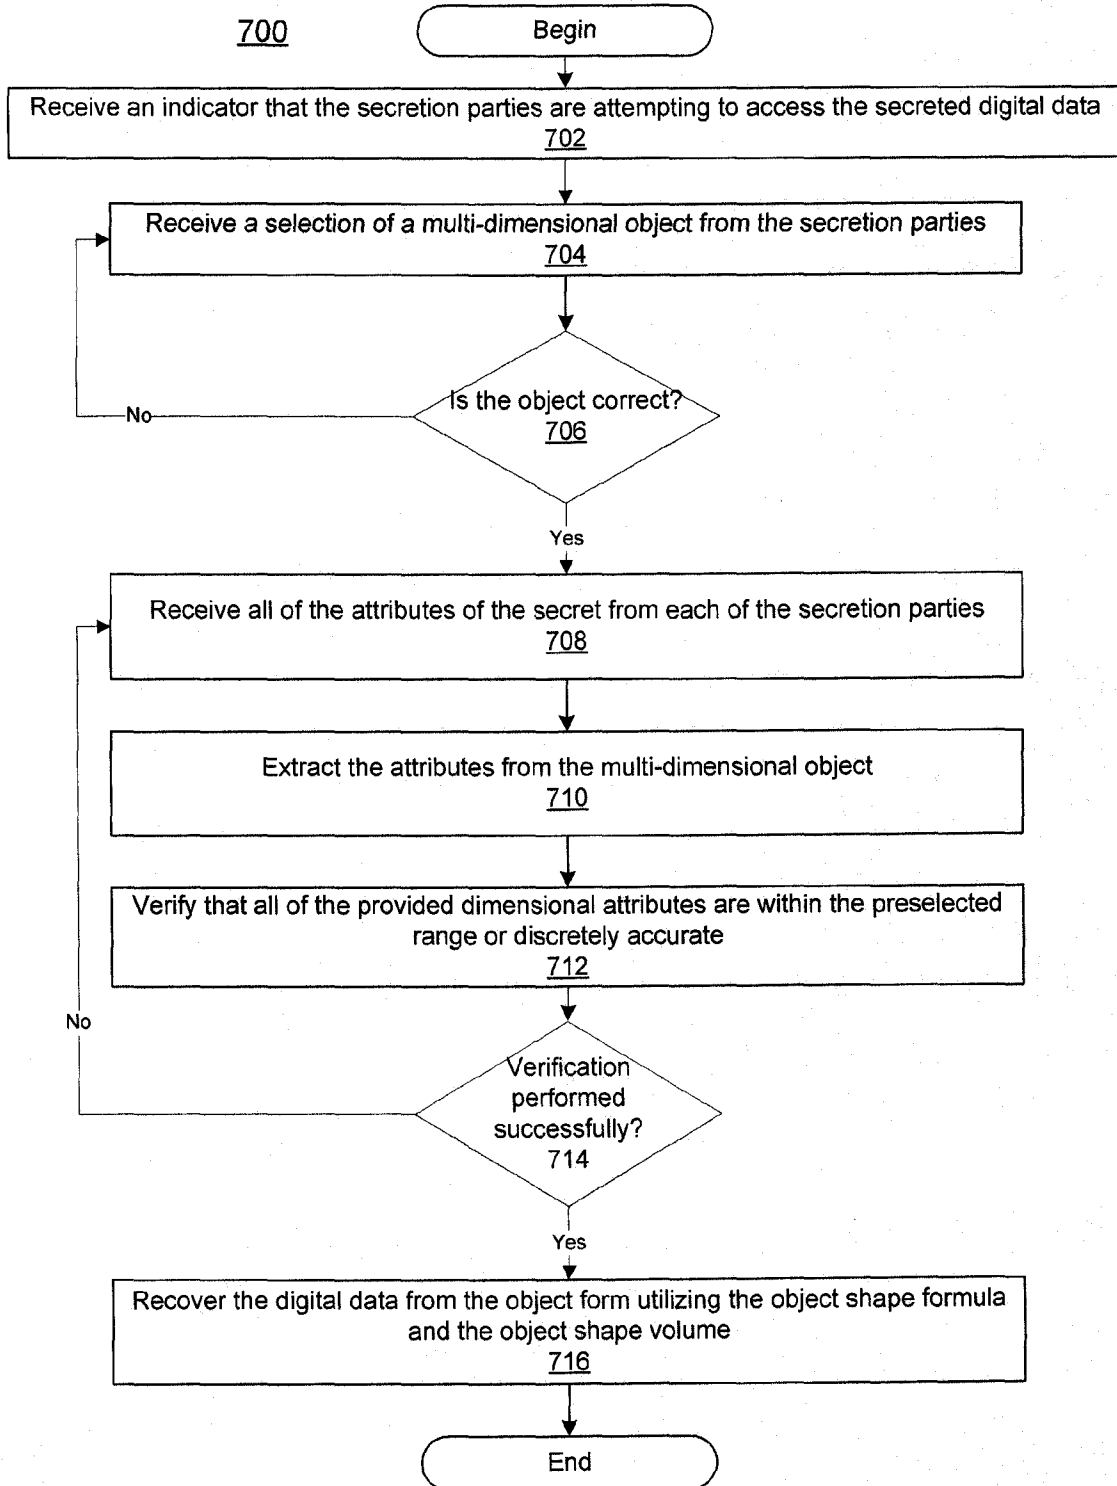 700
Begin
Receive an indicator that the secretion parties are attempting to access the secreted digital data
702
Receive a selection of a multi-dimensional object from the secretion parties
704
Is the object correct?
706
No
Yes
Receive all of the attributes of the secret from each of the secretion parties
708
Extract the attributes from the multi-dimensional object
710
Verify that all of the provided dimensional attributes are within the preselected
range or discretely accurate
712
No
Verification
performed
successfully?
714
Yes
Recover the digital data from the object form utilizing the object shape formula
and the object shape volume
716
End